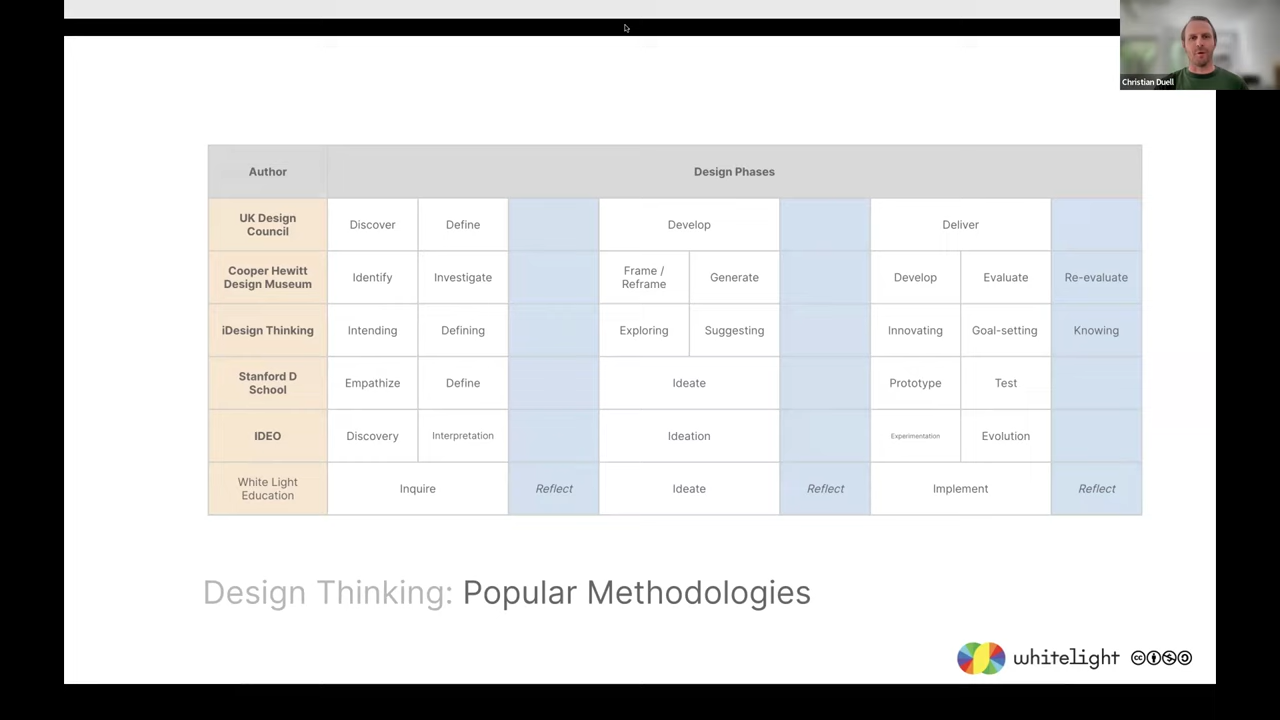 Christian Duell
Author
Design Phases
UK Design
Council
Discover
Define
Develop
Deliver
Cooper Hewitt
Design Museum
Identify
Investigate
Frame /
Reframe
Generate
Develop
Evaluate
Re-evaluate
iDesign Thinking
Intending
Defining
Exploring
Suggesting
Innovating
Goal-setting
Knowing
Stanford D
School
Empathize
Define
Ideate
Prototype
Test
IDEO
Discovery
Interpretation
Ideation
Experimentation
Evolution
White Light
Education
Inquire
Reflect
Ideate
Reflect
Implement
Reflect
Design Thinking: Popular Methodologies
whitelight
cc